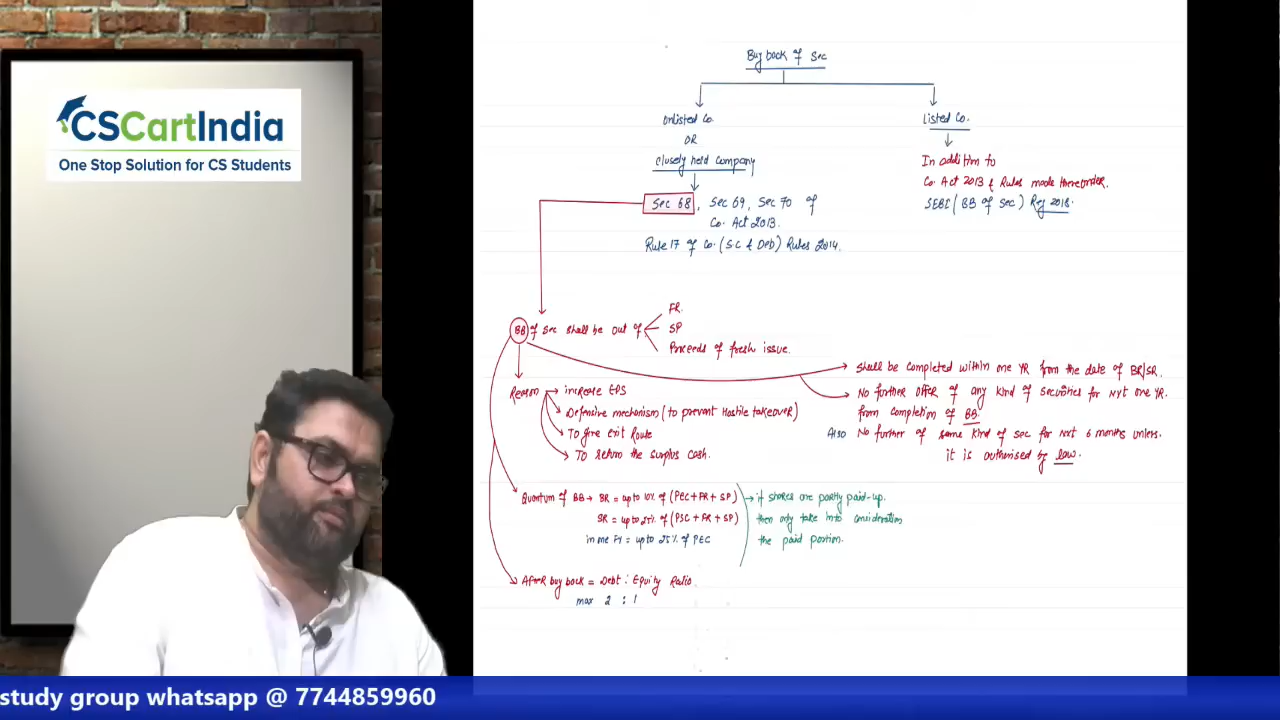 CSCartIndia
One Stop Solution for CS Students
Buy back of Sec
Unlisted Co.
OR
Closely held Company
Sec 68, Sec 69, Sec 70 of
Co. Act 2013.
Rule 17 of Co. (SC & Deb) Rules 2014.
Listed Co.
In addition to
Co. Act 2013 & Rules made thereunder.
SEBI (BB of Sec) Reg 2018.
BB of Sec shall be out of
FR.
SP
Proceeds of fresh issue.
Shall be completed within one YR from the date of BR/SR.
No further offer of any kind of securities for NXT one YR.
from completion of BB.
Also No further of same kind of sec for NXT 6 months unless.
it is authorised by law.
Reason
increase EPS
Defensive mechanism (to prevent Hostile takeover)
To give exit Route
To return the surplus cash.
Quantum of BB → BR = up to 10% of (PEC + FR + SP)
SR = up to 25% of (PSC + FR + SP)
in one FY = up to 25% of PEC
if shares are partly paid-up.
then only take into consideration
the paid portion.
After buy back = Debt : Equity Ratio.
max 2 : 1
study group whatsapp @ 7744859960